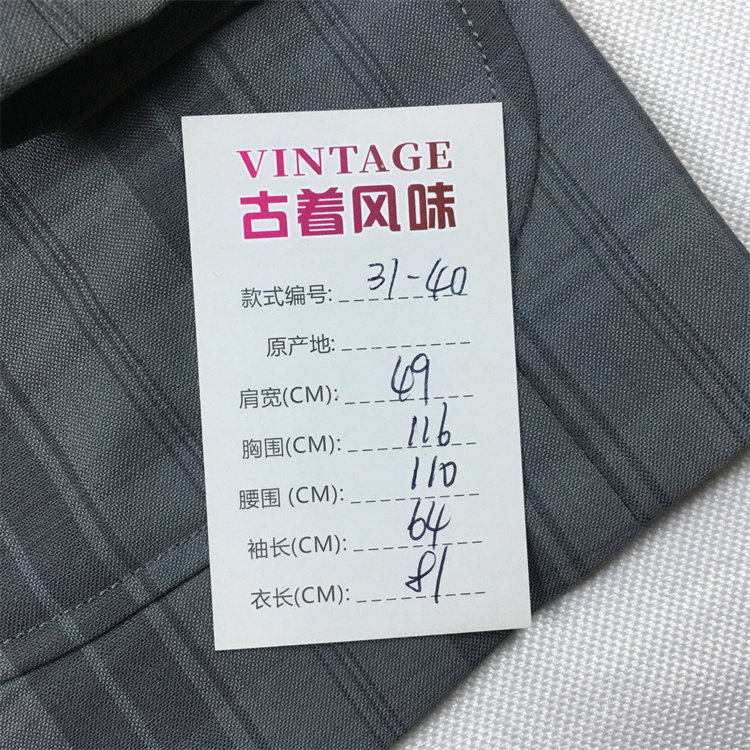 VINTAGE
古着风味
款式编号: 31-40
原产地:
肩宽(CM): 49
胸围(CM): 116
腰围 (CM): 110
袖长(CM): 64
衣长(CM): 81